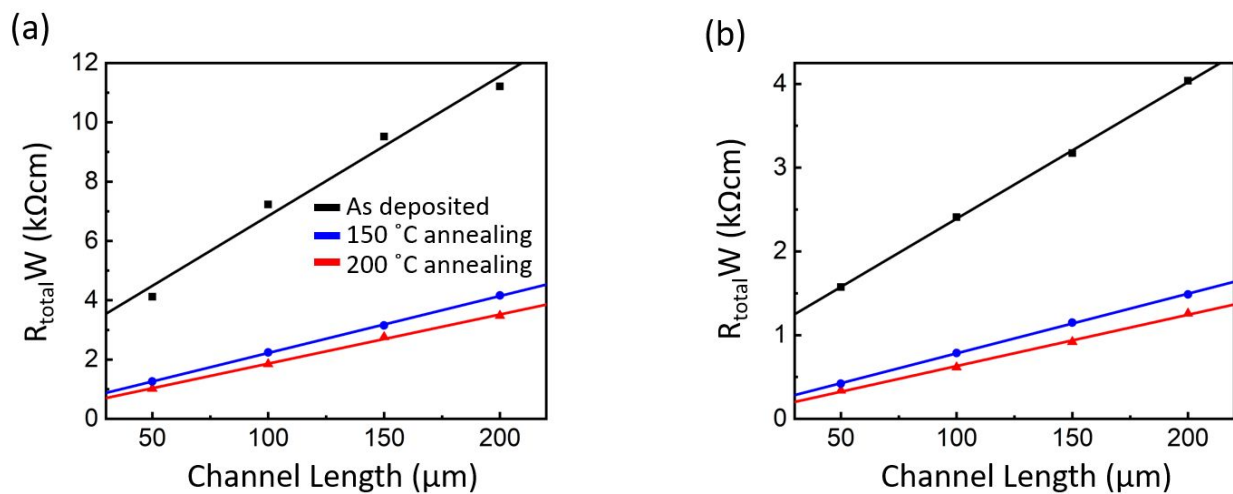 (a)
12
10
8
6
4
2
0
R_total W (kΩcm)
As deposited
150 ˚C annealing
200 ˚C annealing
50 100 150 200
Channel Length (μm)
(b)
4
3
2
1
0
R_total W (kΩcm)
50 100 150 200
Channel Length (μm)